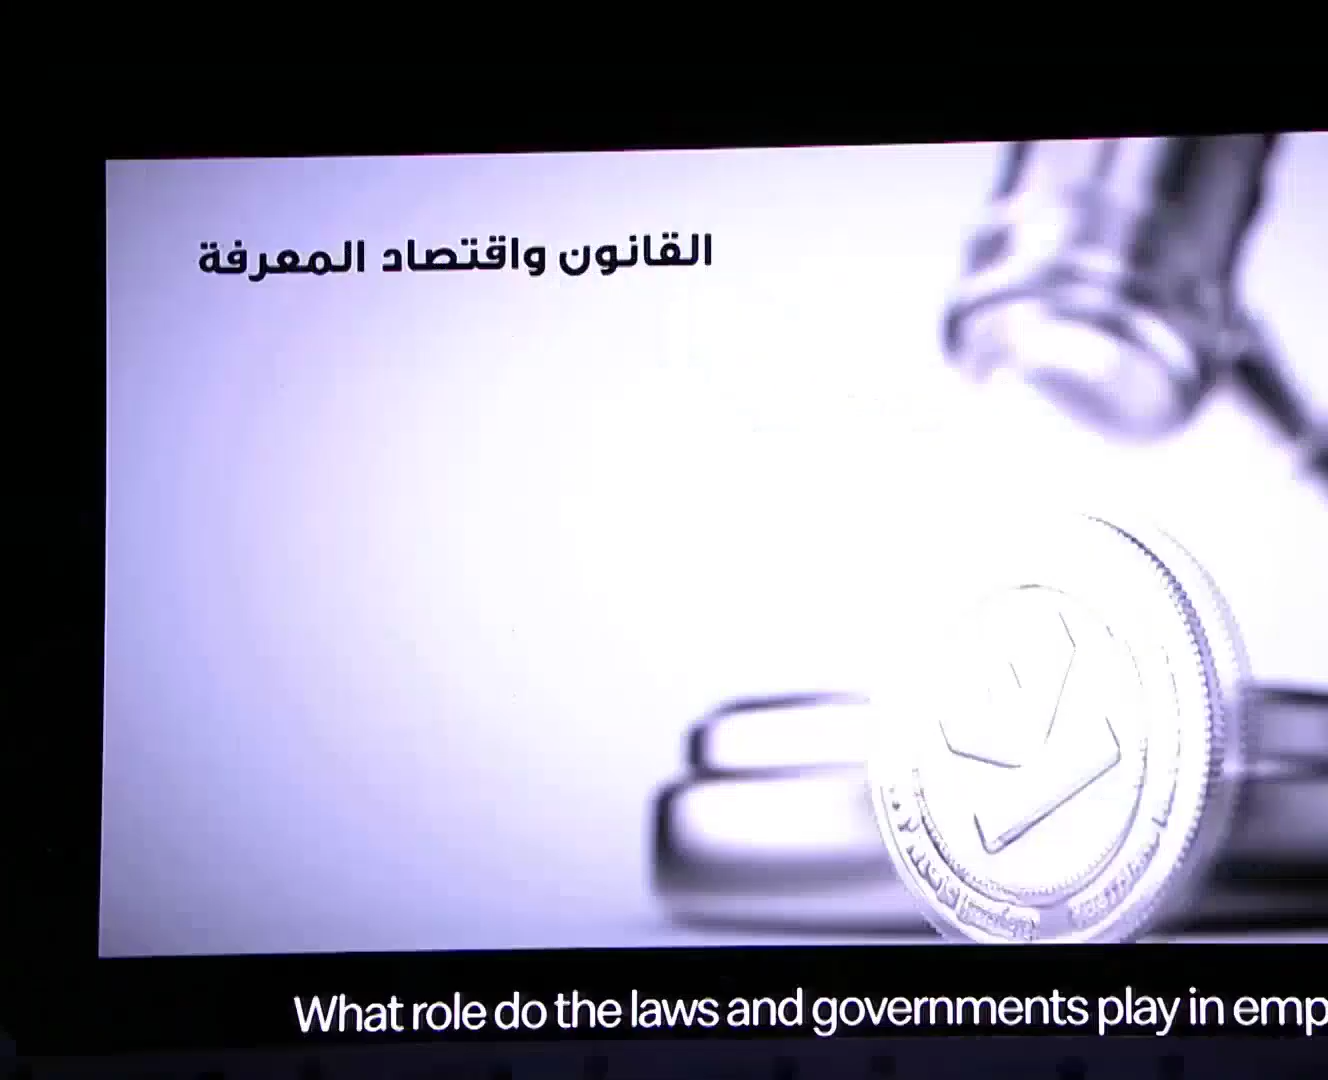 القانون واقتصاد المعرفة
What role do the laws and governments play in emp